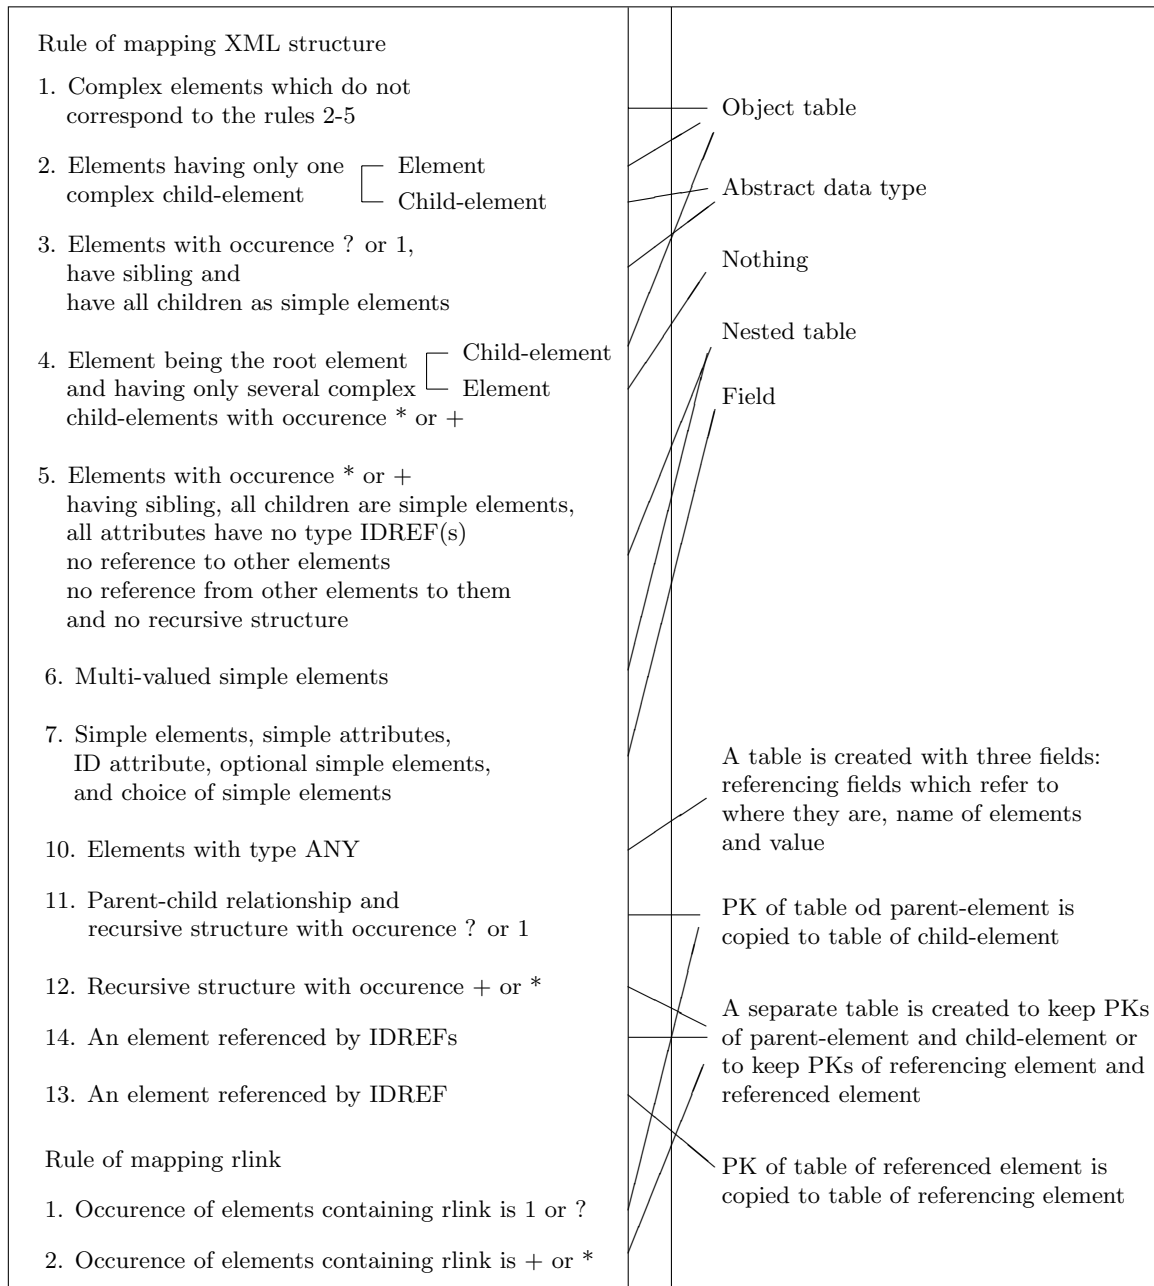 Rule of mapping XML structure
1. Complex elements which do not
correspond to the rules 2-5
2. Elements having only one
complex child-element
Element
Child-element
3. Elements with occurence ? or 1,
have sibling and
have all children as simple elements
4. Element being the root element
and having only several complex
child-elements with occurence * or +
Child-element
Element
5. Elements with occurence * or +
having sibling, all children are simple elements,
all attributes have no type IDREF(s)
no reference to other elements
no reference from other elements to them
and no recursive structure
6. Multi-valued simple elements
7. Simple elements, simple attributes,
ID attribute, optional simple elements,
and choice of simple elements
10. Elements with type ANY
11. Parent-child relationship and
recursive structure with occurence ? or 1
12. Recursive structure with occurence + or *
14. An element referenced by IDREFs
13. An element referenced by IDREF
Rule of mapping rlink
1. Occurence of elements containing rlink is 1 or ?
2. Occurence of elements containing rlink is + or *
Object table
Abstract data type
Nothing
Nested table
Field
A table is created with three fields:
referencing fields which refer to
where they are, name of elements
and value
PK of table od parent-element is
copied to table of child-element
A separate table is created to keep PKs
of parent-element and child-element or
to keep PKs of referencing element and
referenced element
PK of table of referenced element is
copied to table of referencing element